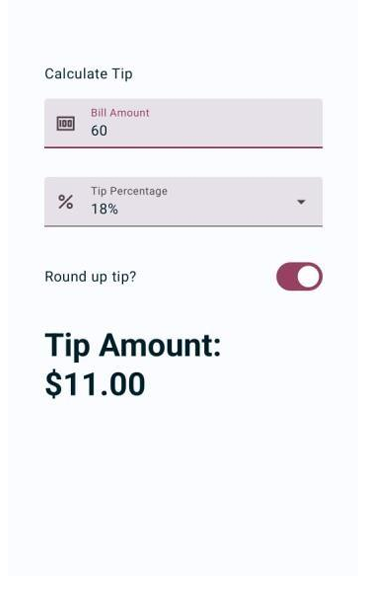 Calculate Tip
Bill Amount
60
Tip Percentage
18%
Round up tip?
Tip Amount:
$11.00